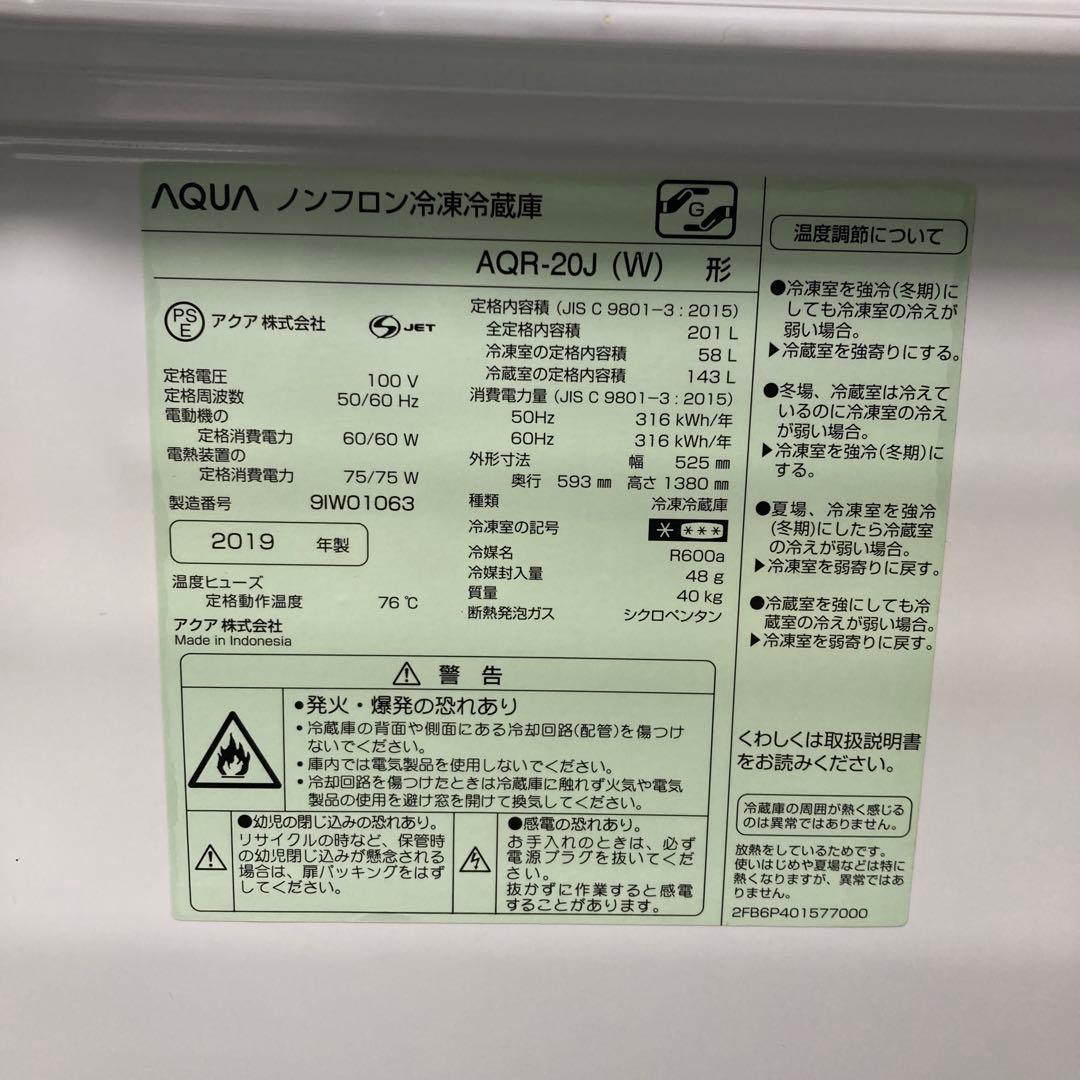 AQUA ノンフロン冷凍冷蔵庫
G
AQR-20J (W) 形
PS
E
アクア 株式会社
S JET
定格電圧 100 V
定格周波数 50/60 Hz
電動機の
定格消費電力 60/60 W
電熱装置の
定格消費電力 75/75 W
製造番号 9IW01063
2019 年製
温度ヒューズ
定格動作温度 76 ℃
アクア 株式会社
Made in Indonesia
定格内容積 (JIS C 9801-3 : 2015)
全定格内容積 201 L
冷凍室の定格内容積 58 L
冷蔵室の定格内容積 143 L
消費電力量 (JIS C 9801-3 : 2015)
50Hz 316 kWh/年
60Hz 316 kWh/年
外形寸法 幅 525 ㎜
奥行 593 ㎜ 高さ 1380 ㎜
種類 冷凍冷蔵庫
冷凍室の記号 * ***
冷媒名 R600a
冷媒封入量 48 g
質量 40 kg
断熱発泡ガス シクロペンタン
⚠ 警 告
•発火・爆発の恐れあり
・冷蔵庫の背面や側面にある冷却回路(配管)を傷つけ
ないでください。
・庫内では電気製品を使用しないでください。
・冷却回路を傷つけたときは冷蔵庫に触れず火気や電気
製品の使用を避け窓を開けて換気してください。
●幼児の閉じ込みの恐れあり。
リサイクルの時など、保管時
の幼児閉じ込みが懸念される
場合は、扉パッキングをはず
してください。
●感電の恐れあり。
お手入れのときは、必ず
電源プラグを抜いてくだ
さい。
抜かずに作業すると感電
することがあります。
温度調節について
●冷凍室を強冷(冬期)に
しても冷凍室の冷えが
弱い場合。
▶冷蔵室を強寄りにする。
●冬場、冷蔵室は冷えて
いるのに冷凍室の冷え
が弱い場合。
▶冷凍室を強冷(冬期)に
する。
●夏場、冷凍室を強冷
(冬期)にしたら冷蔵室
の冷えが弱い場合。
▶冷凍室を弱寄りに戻す。
●冷蔵室を強にしても冷
蔵室の冷えが弱い場合。
▶冷凍室を弱寄りに戻す。
くわしくは取扱説明書
をお読みください。
冷蔵庫の周囲が熱く感じる
のは異常ではありません。
放熱をしているためです。
使いはじめや夏場などは特に
熱くなりますが、異常ではあ
りません。
2FB6P401577000